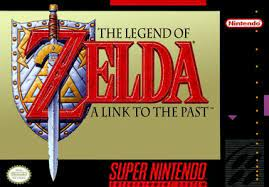 THE LEGEND OF
Nintendo
ZELDA
A LINK TO THE PAST
SUPER NINTENDO
ENTERTAINMENT SYSTEM